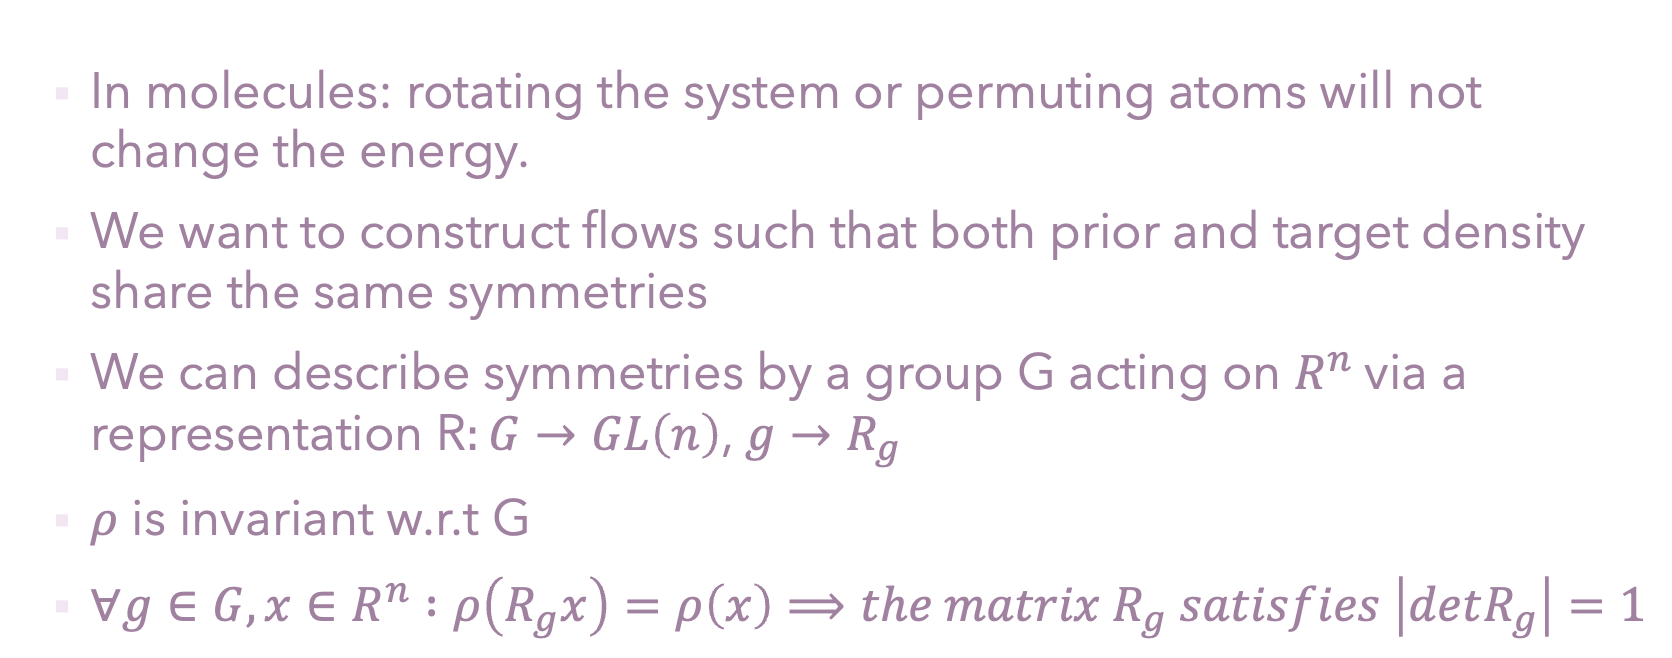 ▪ In molecules: rotating the system or permuting atoms will not
change the energy.
▪ We want to construct flows such that both prior and target density
share the same symmetries
▪ We can describe symmetries by a group G acting on 𝑅ⁿ via a
representation R: 𝐺 → 𝐺𝐿(𝑛), 𝑔 → 𝑅_𝑔
▪ 𝜌 is invariant w.r.t G
▪ ∀𝑔 ∈ 𝐺, 𝑥 ∈ 𝑅ⁿ : 𝜌(𝑅_𝑔𝑥) = 𝜌(𝑥) ⟹ 𝑡ℎ𝑒 𝑚𝑎𝑡𝑟𝑖𝑥 𝑅_𝑔 𝑠𝑎𝑡𝑖𝑠𝑓𝑖𝑒𝑠 |𝑑𝑒𝑡𝑅_𝑔| = 1